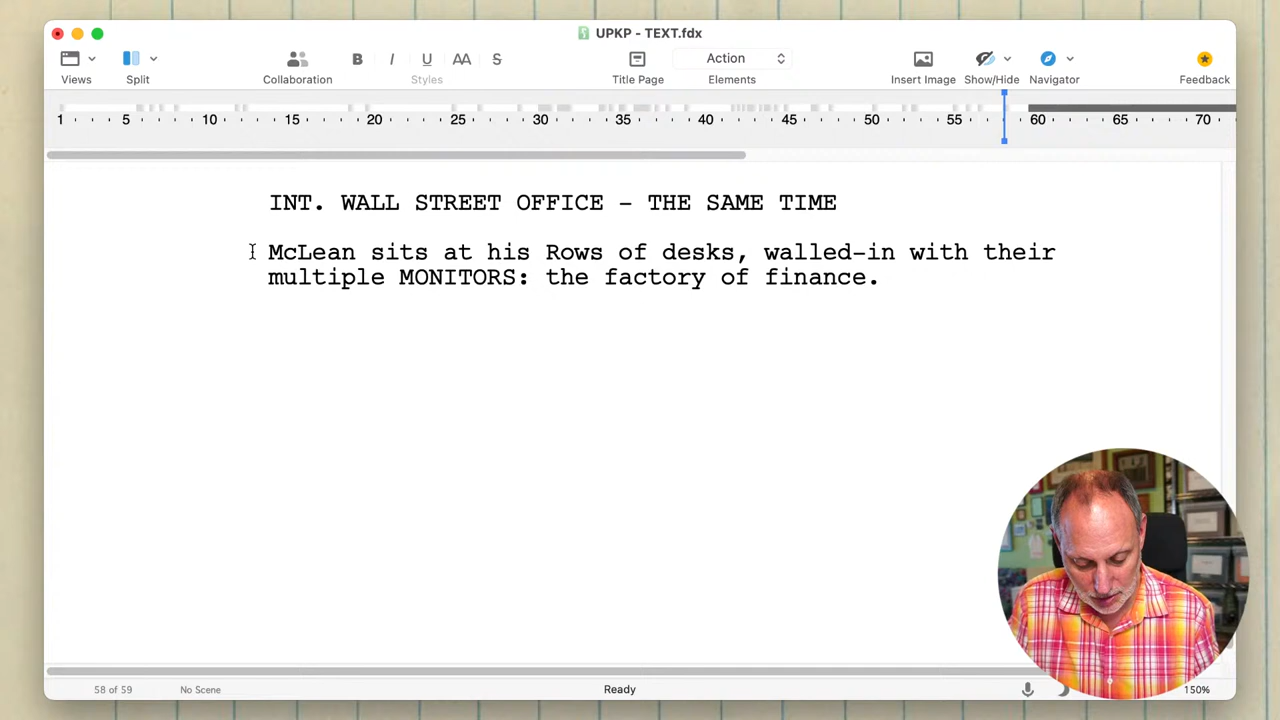 UPKP - TEXT.fdx
Views Split Collaboration B I U AA S Styles Title Page Action Elements Insert Image Show/Hide Navigator Feedback
1 5 10 15 20 25 30 35 40 45 50 55 60 65 70
INT. WALL STREET OFFICE - THE SAME TIME
McLean sits at his Rows of desks, walled-in with their
multiple MONITORS: the factory of finance.
58 of 59 No Scene Ready 150%